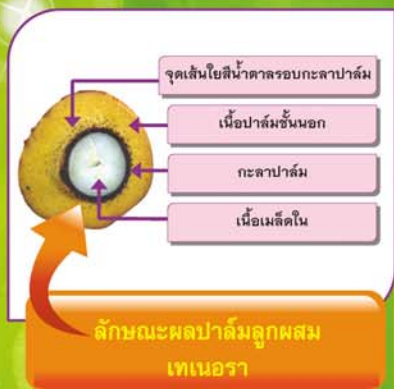 จุดเส้นใยสีน้ำตาลรอบกะลาปาล์ม
เนื้อปาล์มชั้นนอก
กะลาปาล์ม
เนื้อเมล็ดใน
ลักษณะผลปาล์มลูกผสม
เทเนอรา